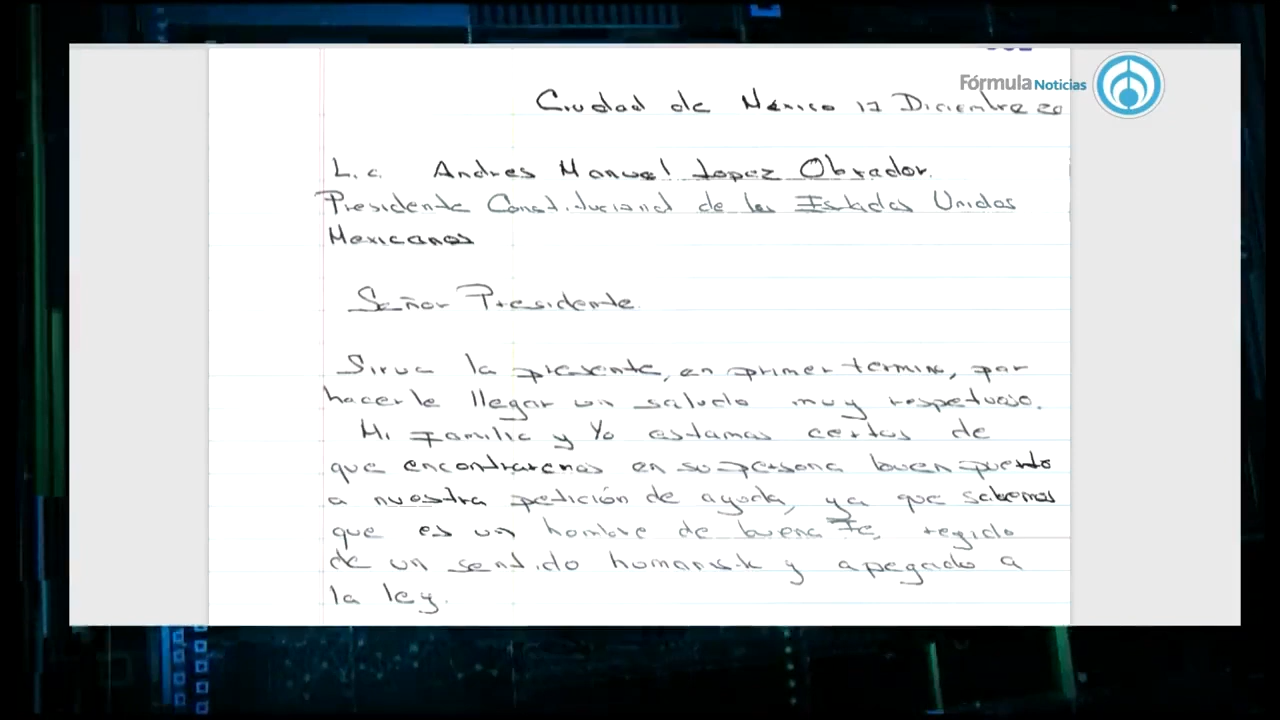 Fórmula Noticias
Ciudad de México 17 Diciembre 20
Lic. Andres Manuel Lopez Obrador.
Presidente Constitucional de los Estados Unidos
Mexicanos
Señor Presidente
Sirva la presente, en primer termino, por
hacerle llegar un saludo muy respetuoso.
Mi familia y Yo estamos certos de
que encontraremos en su persona buen puerto
a nuestra petición de ayuda, ya que sabemos
que es un hombre de buena fe, regido
de un sentido humanista y apegado a
la ley.